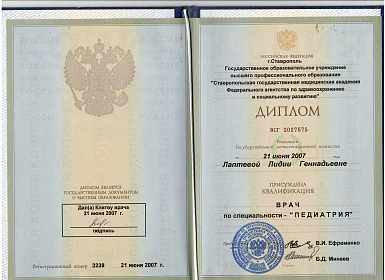 ДИПЛОМ ЯВЛЯЕТСЯ
ГОСУДАРСТВЕННЫМ ДОКУМЕНТОМ
О ВЫСШЕМ ОБРАЗОВАНИИ
Дал(а) Клятву врача
21 июня 2007 г.
подпись
Регистрационный номер 3239 21 июня 2007 г.
РОССИЙСКАЯ ФЕДЕРАЦИЯ
г.Ставрополь
Государственное образовательное учреждение
высшего профессионального образования
"Ставропольская государственная медицинская академия
Федерального агентства по здравоохранению
и социальному развитию"
ДИПЛОМ
ВСГ 2027575
Решением
Государственной аттестационной комиссии
от 21 июня 2007
Лаптевой Лидии Геннадьевне
ПРИСУЖДЕНА
КВАЛИФИКАЦИЯ
ВРАЧ
по специальности - "ПЕДИАТРИЯ"
В.И. Ефременко
Б.Д. Минаев